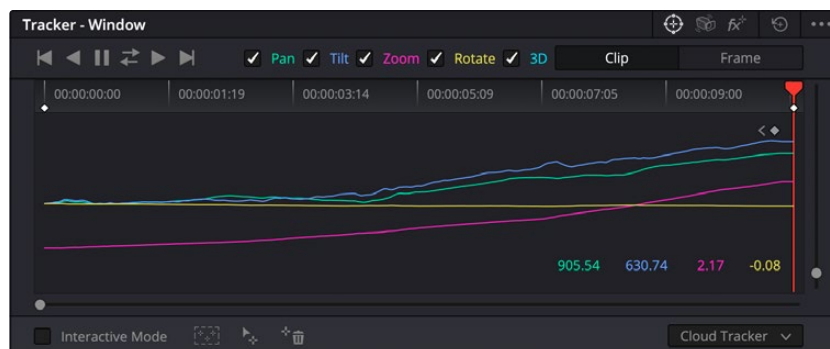 Tracker - Window
Pan Tilt Zoom Rotate 3D Clip Frame
00:00:00:00 00:00:01:19 00:00:03:14 00:00:05:09 00:00:07:05 00:00:09:00
905.54 630.74 2.17 -0.08
Interactive Mode Cloud Tracker